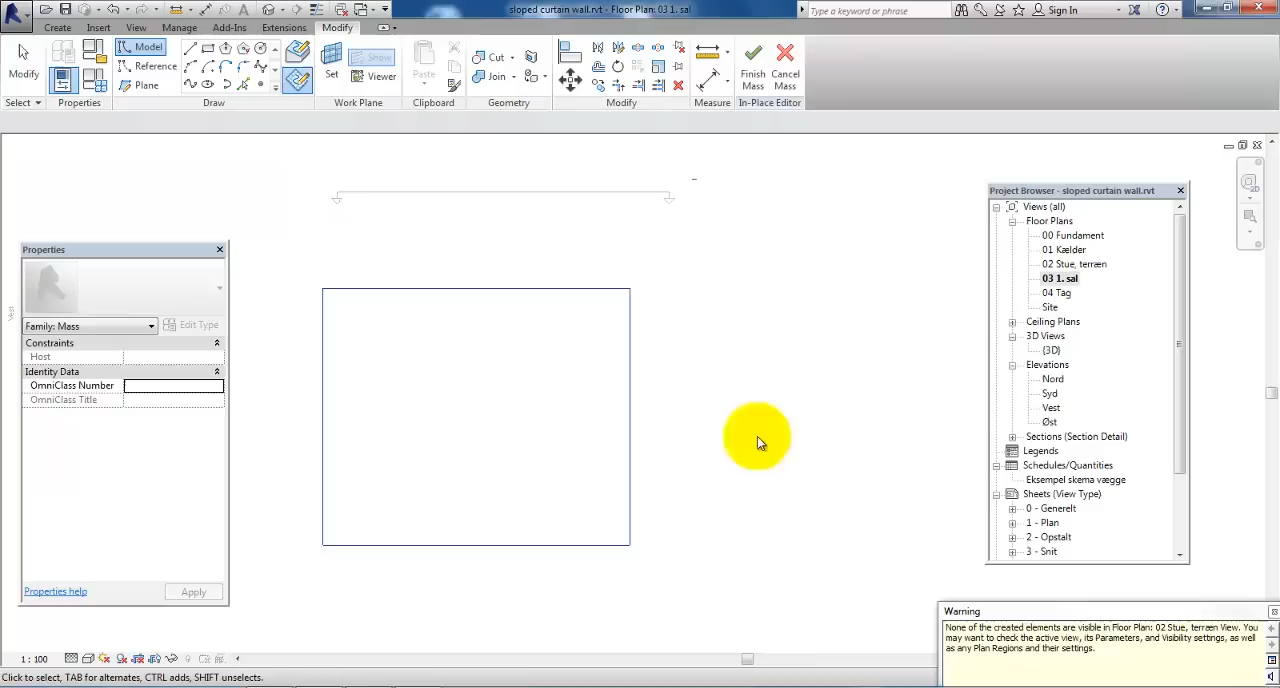 sloped curtain wall.rvt - Floor Plan: 03 1. sal
Type a keyword or phrase
Sign In
Create Insert View Manage Add-Ins Extensions Modify
Modify
Select
Properties
Model
Reference
Plane
Draw
Set
Show
Viewer
Work Plane
Paste
Clipboard
Cut
Join
Geometry
Modify
Measure
Finish Mass
Cancel Mass
In-Place Editor
Properties
Family: Mass
Edit Type
Constraints
Host
Identity Data
OmniClass Number
OmniClass Title
Properties help
Apply
Vest
Project Browser - sloped curtain wall.rvt
Views (all)
Floor Plans
00 Fundament
01 Kælder
02 Stue, terræn
03 1. sal
04 Tag
Site
Ceiling Plans
3D Views
{3D}
Elevations
Nord
Syd
Vest
Øst
Sections (Section Detail)
Legends
Schedules/Quantities
Eksempel skema vægge
Sheets (View Type)
0 - Generelt
1 - Plan
2 - Opstalt
3 - Snit
2D
Warning
None of the created elements are visible in Floor Plan: 02 Stue, terræn View. You
may want to check the active view, its Parameters, and Visibility settings, as well
as any Plan Regions and their settings.
1 : 100
Click to select, TAB for alternates, CTRL adds, SHIFT unselects.